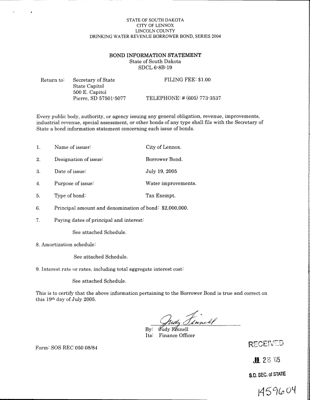 STATE OF SOUTH DAKOTA
CITY OF LENNOX
LINCOLN COUNTY
DRINKING WATER REVENUE BORROWER BOND, SERIES 2004
BOND INFORMATION STATEMENT
State of South Dakota
SDCL 6-8B-19
Return to: Secretary of State FILING FEE: $1.00
State Capitol
500 E. Capitol
Pierre, SD 57501-5077 TELEPHONE: # (605) 773-3537
Every public body, authority, or agency issuing any general obligation, revenue, improvements,
industrial revenue, special assessment, or other bonds of any type shall file with the Secretary of
State a bond information statement concerning each issue of bonds.
1. Name of issuer: City of Lennox.
2. Designation of issue: Borrower Bond.
3. Date of issue: July 19, 2005
4. Purpose of issue: Water improvements.
5. Type of bond: Tax Exempt.
6. Principal amount and denomination of bond: $2,000,000.
7. Paying dates of principal and interest:
See attached Schedule.
8. Amortization schedule:
See attached Schedule.
9. Interest rate or rates, including total aggregate interest cost:
See attached Schedule.
This is to certify that the above information pertaining to the Borrower Bond is true and correct on
this 19th day of July 2005.
Judy Finnell
By: Judy Finnell
Its: Finance Officer
Form: SOS REC 050 08/84
RECEIVED
JUL 28 '05
S.D. SEC. of STATE
1459604